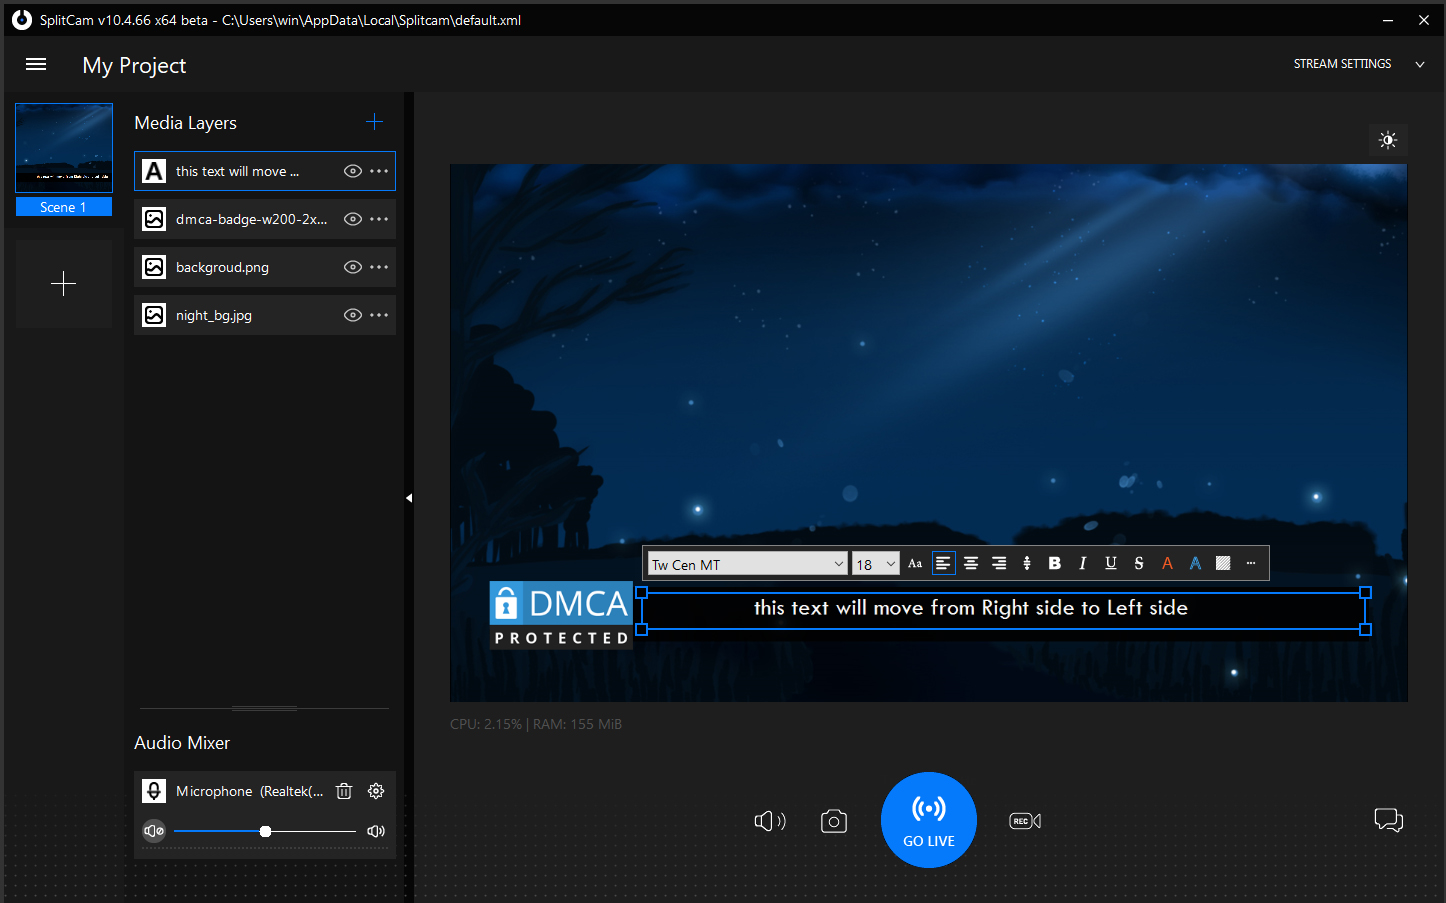 SplitCam v10.4.66 x64 beta - C:\Users\win\AppData\Local\Splitcam\default.xml
My Project
STREAM SETTINGS
Scene 1
Media Layers
A this text will move ...
dmca-badge-w200-2x...
backgroud.png
night_bg.jpg
Tw Cen MT 18 Aa B I U S A A ...
DMCA
PROTECTED
this text will move from Right side to Left side
CPU: 2.15% | RAM: 155 MiB
Audio Mixer
Microphone (Realtek(...
GO LIVE
REC